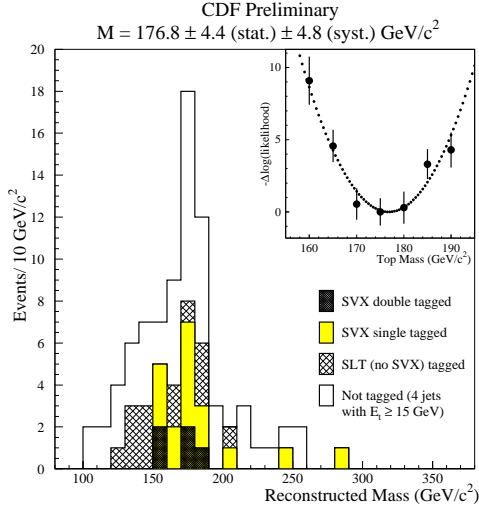 CDF Preliminary
M = 176.8 ± 4.4 (stat.) ± 4.8 (syst.) GeV/c²
Events/ 10 GeV/c²
20
18
16
14
12
10
8
6
4
2
0
100 150 200 250 300 350
Reconstructed Mass (GeV/c²)
-Δlog(likelihood)
10
5
0
160 170 180 190
Top Mass (GeV/c²)
SVX double tagged
SVX single tagged
SLT (no SVX) tagged
Not tagged (4 jets
with Eₜ ≥ 15 GeV)